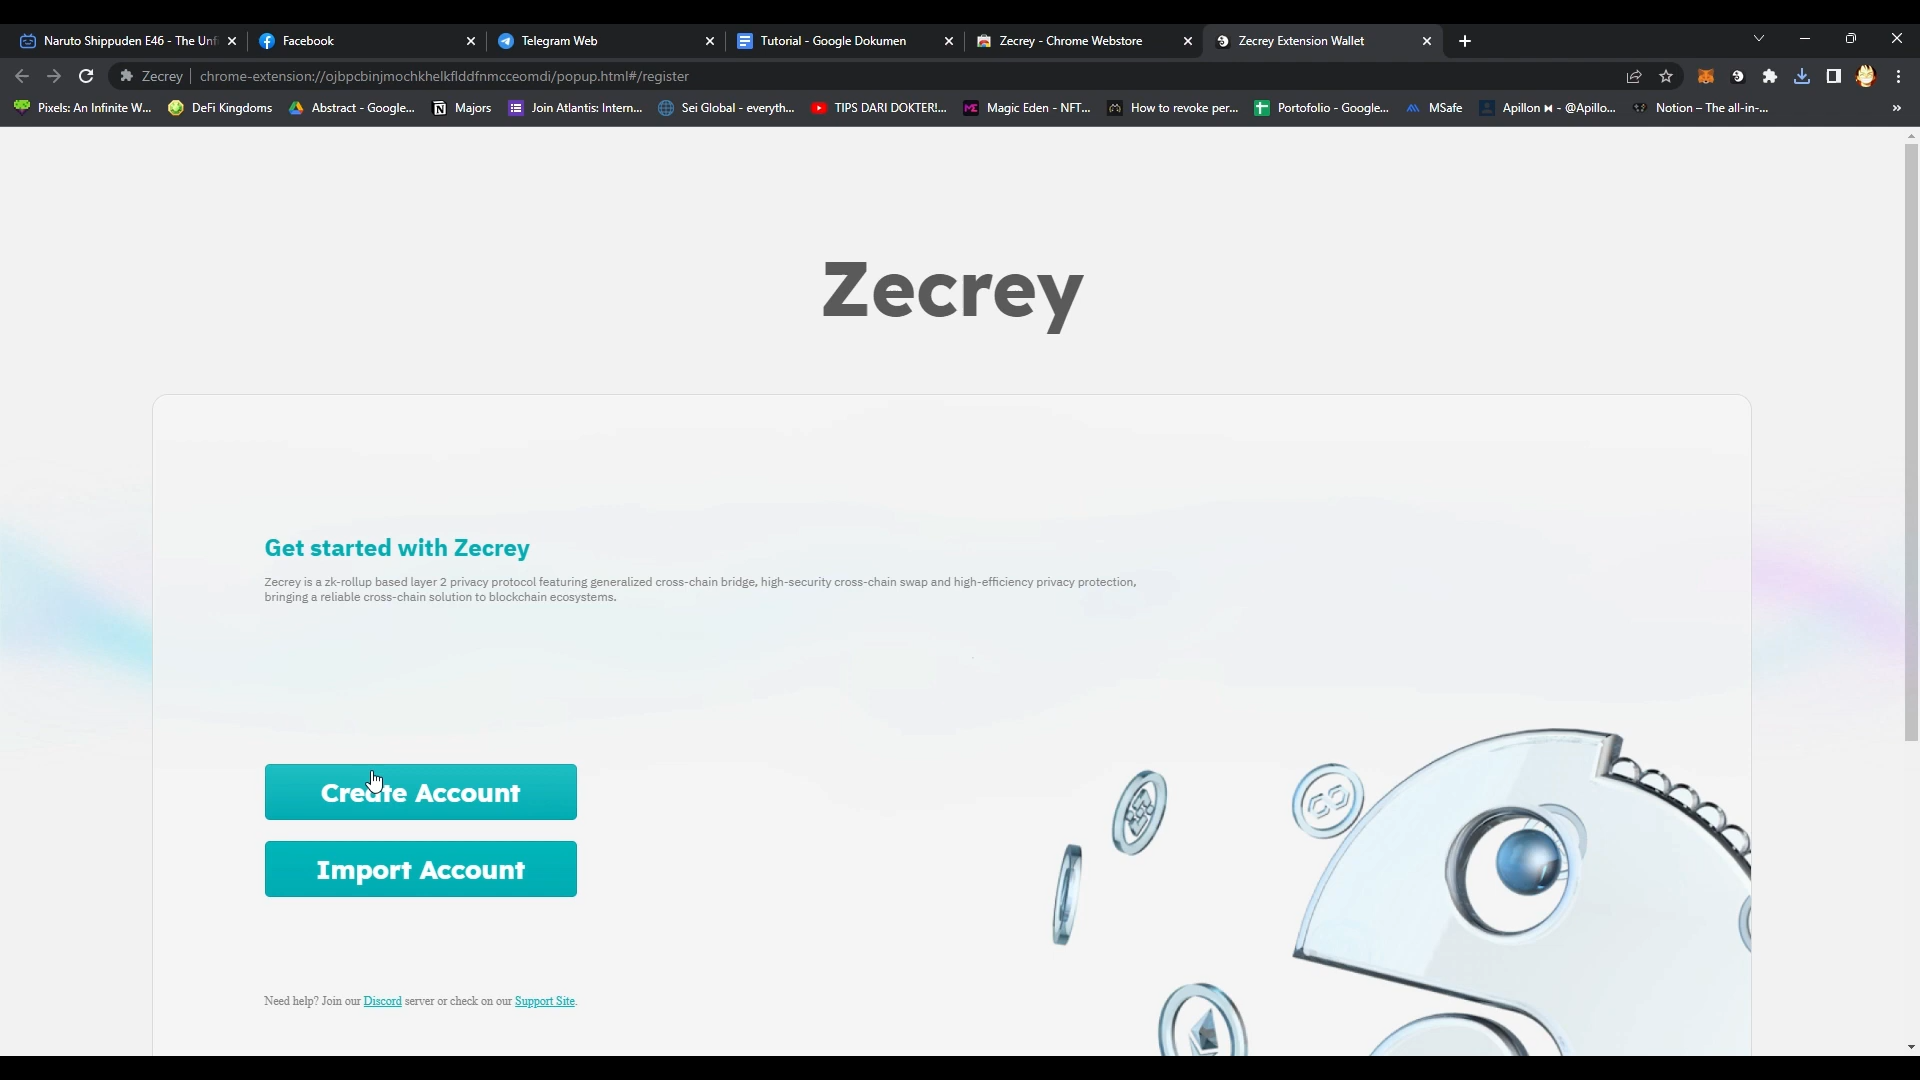 Naruto Shippuden E46 - The Unf
Facebook
Telegram Web
Tutorial - Google Dokumen
Zecrey - Chrome Webstore
Zecrey Extension Wallet
Zecrey
chrome-extension://ojbpcbinjmochkhelkflddfnmcceomdi/popup.html#/register
Pixels: An Infinite W...
DeFi Kingdoms
Abstract - Google...
Majors
Join Atlantis: Intern...
Sei Global - everyth...
TIPS DARI DOKTER!...
Magic Eden - NFT...
How to revoke per...
Portofolio - Google...
MSafe
Apillon ⧓ - @Apillo...
Notion – The all-in-...
»
Zecrey
Get started with Zecrey
Zecrey is a zk-rollup based layer 2 privacy protocol featuring generalized cross-chain bridge, high-security cross-chain swap and high-efficiency privacy protection,
bringing a reliable cross-chain solution to blockchain ecosystems.
Create Account
Import Account
Need help? Join our Discord server or check on our Support Site.